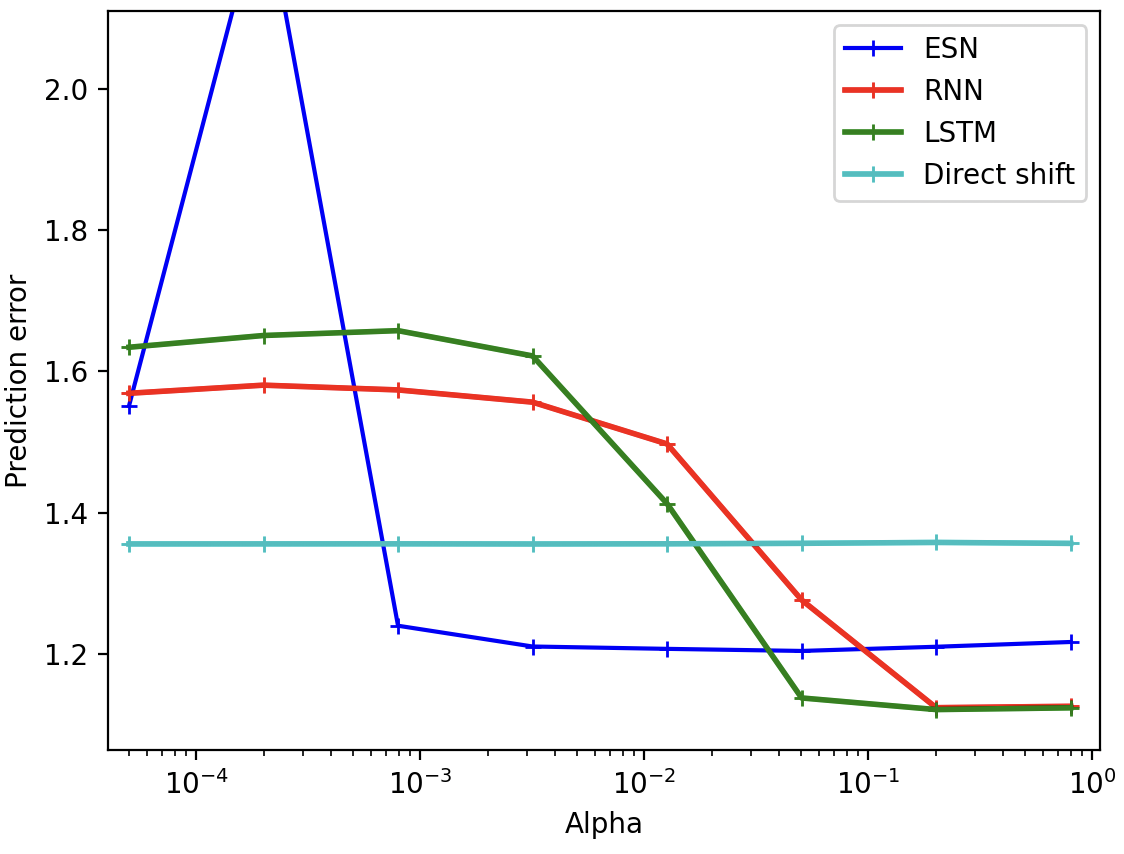 ESN
RNN
LSTM
Direct shift
Prediction error
2.0
1.8
1.6
1.4
1.2
10⁻⁴ 10⁻³ 10⁻² 10⁻¹ 10⁰
Alpha